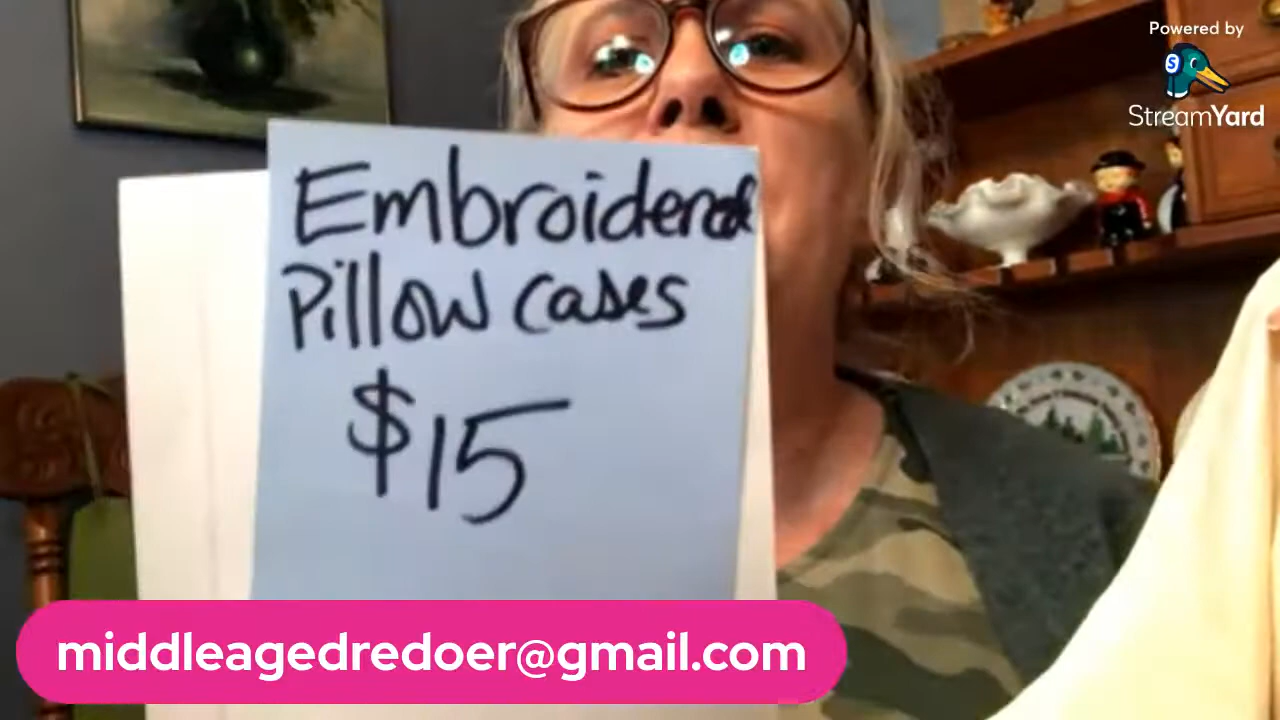 Powered by
StreamYard
Embroidered
Pillow cases
$15
middleagedredoer@gmail.com